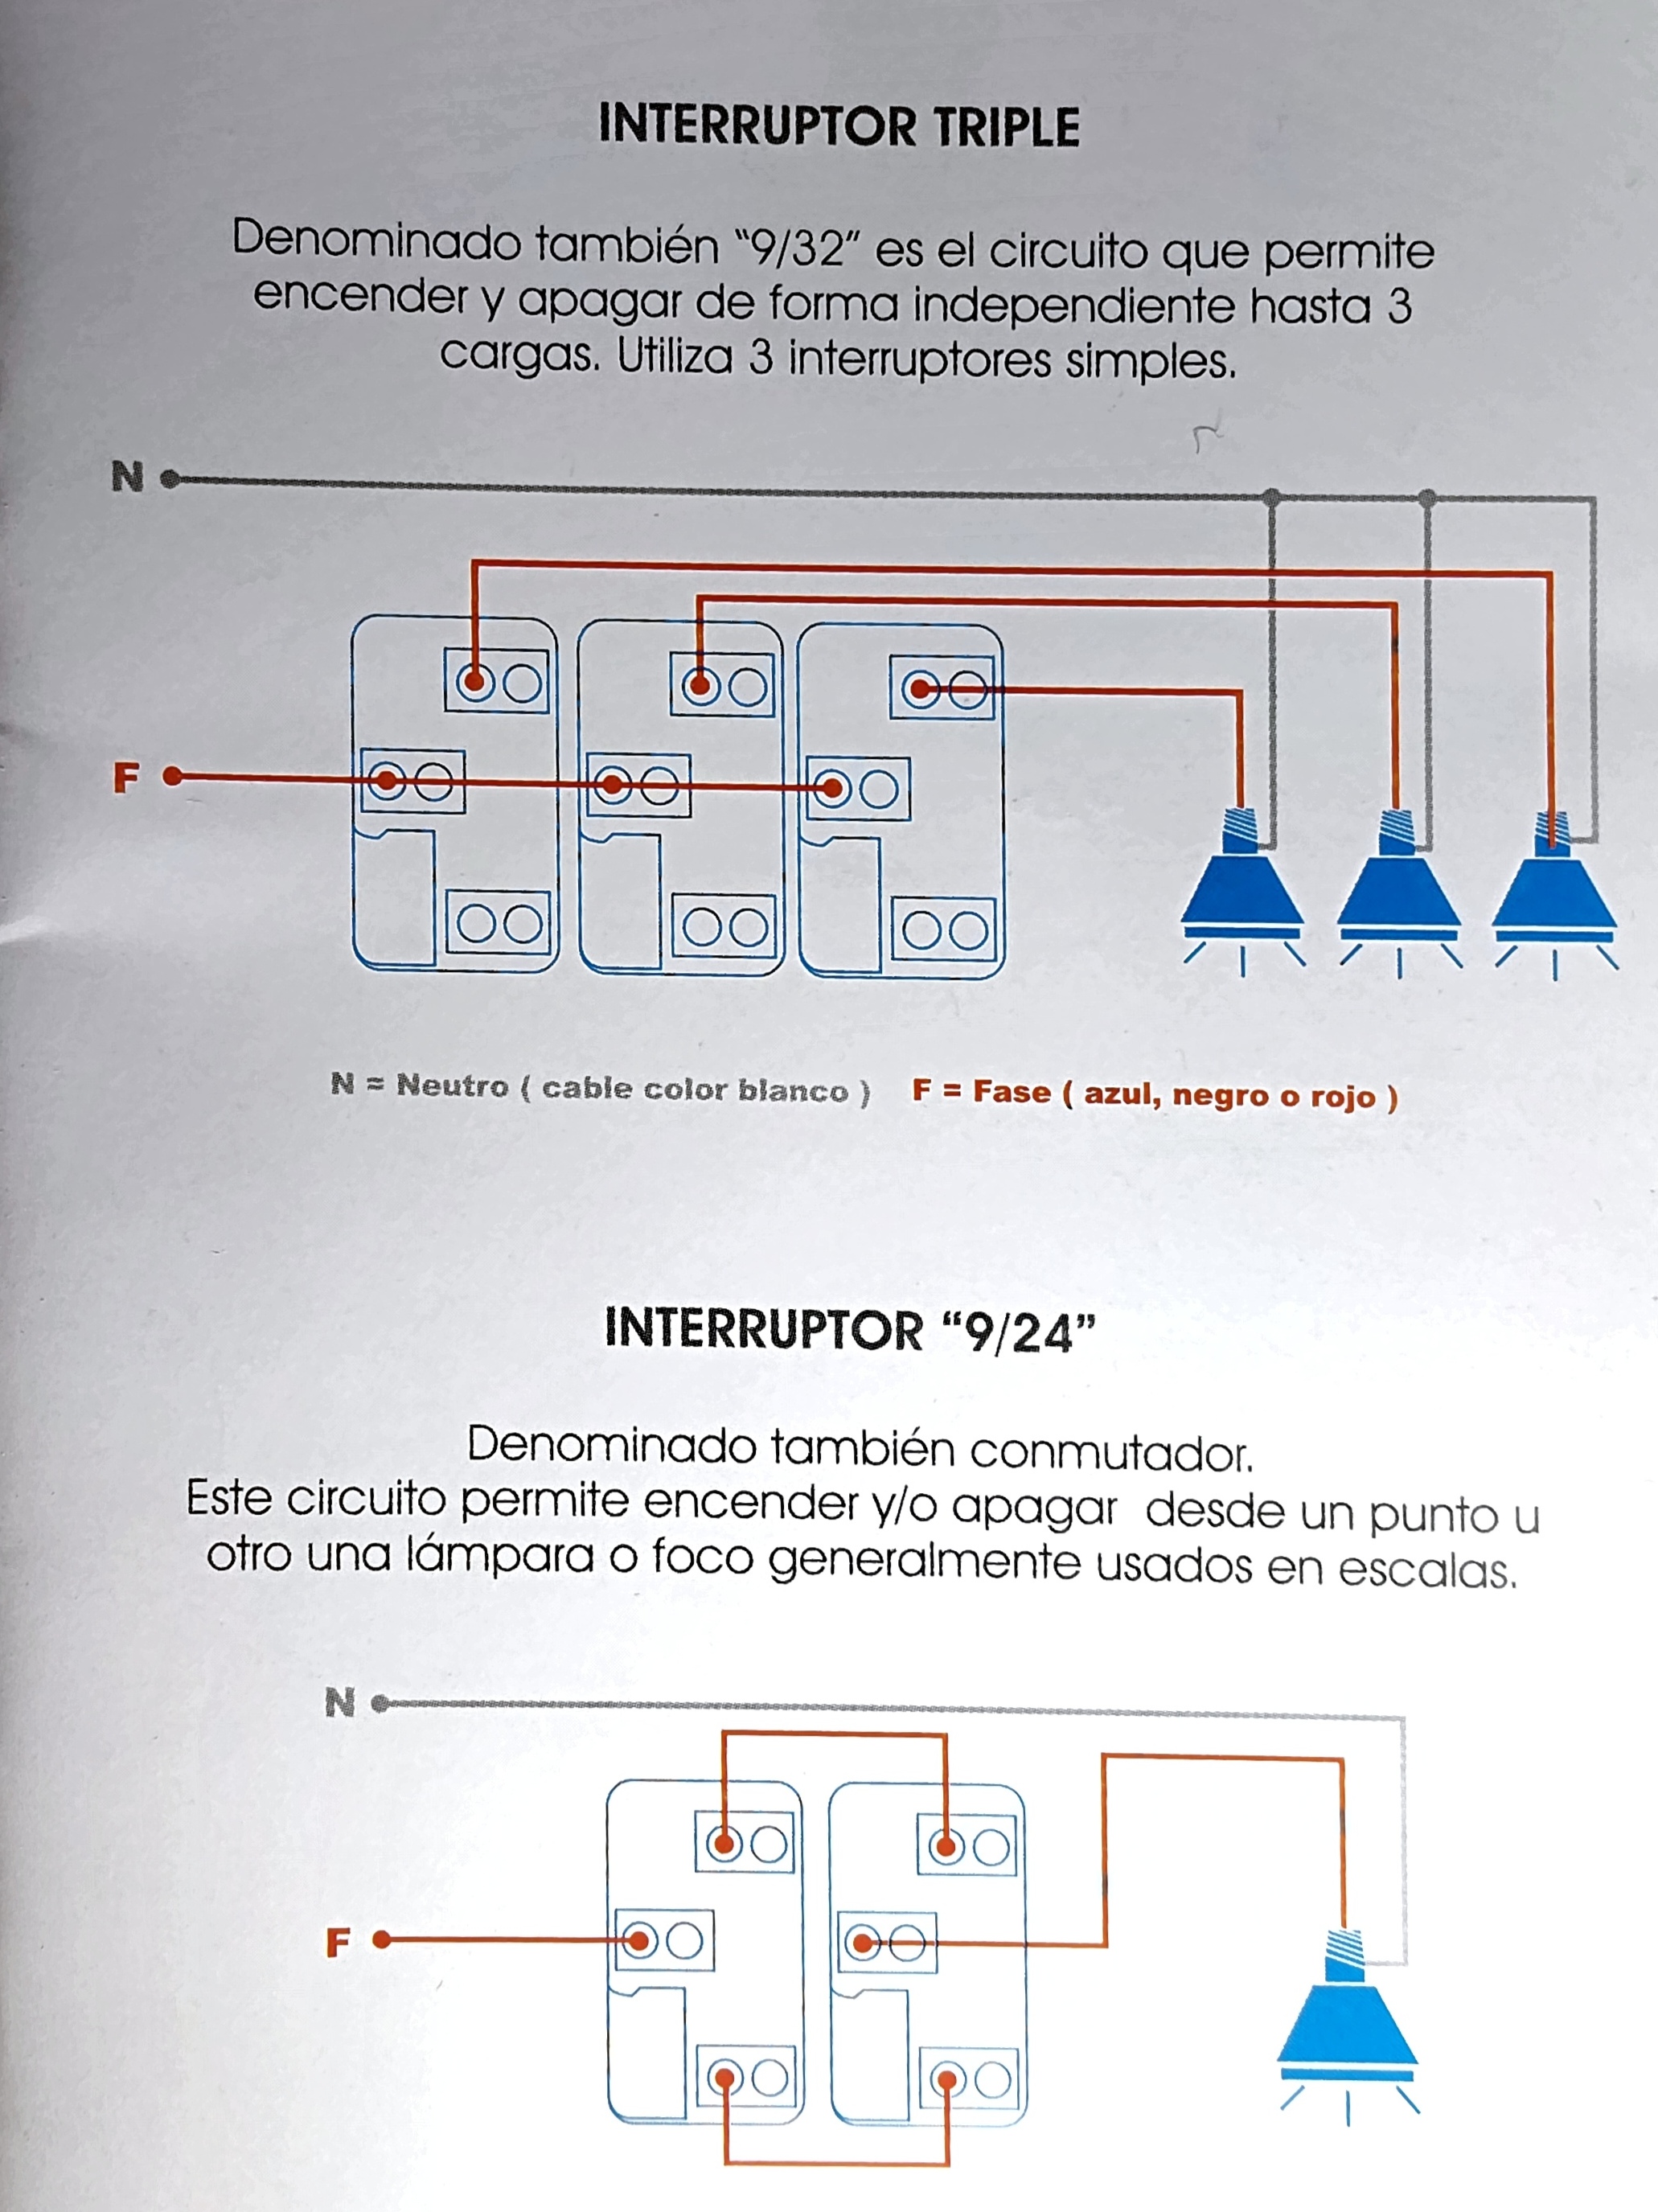 INTERRUPTOR TRIPLE
Denominado también "9/32" es el circuito que permite
encender y apagar de forma independiente hasta 3
cargas. Utiliza 3 interruptores simples.
N
F
N = Neutro ( cable color blanco ) F = Fase ( azul, negro o rojo )
INTERRUPTOR “9/24”
Denominado también conmutador.
Este circuito permite encender y/o apagar desde un punto u
otro una lámpara o foco generalmente usados en escalas.
N
F